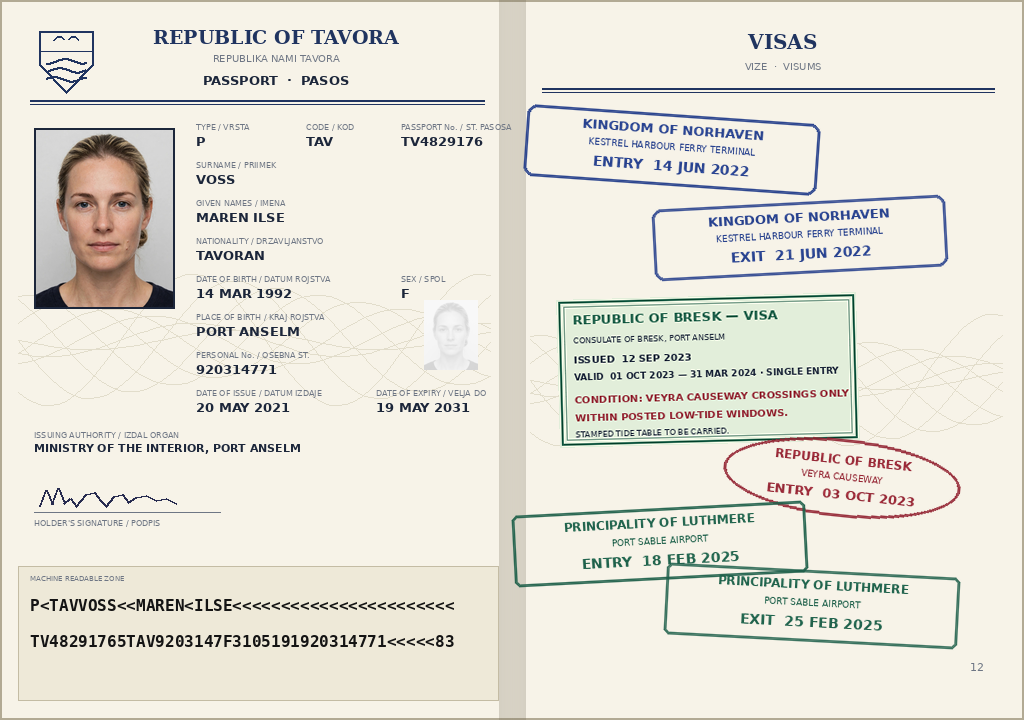 REPUBLIC OF TAVORA
REPUBLIKA NAMI TAVORA
PASSPORT · PASOS
TYPE / VRSTA
CODE / KOD
PASSPORT No. / ST. PASOSA
P
TAV
TV4829176
SURNAME / PRIIMEK
VOSS
GIVEN NAMES / IMENA
MAREN ILSE
NATIONALITY / DRZAVLJANSTVO
TAVORAN
DATE OF BIRTH / DATUM ROJSTVA
SEX / SPOL
14 MAR 1992
F
PLACE OF BIRTH / KRAJ ROJSTVA
PORT ANSELM
PERSONAL No. / OSEBNA ST.
920314771
DATE OF ISSUE / DATUM IZDAJE
DATE OF EXPIRY / VELJA DO
20 MAY 2021
19 MAY 2031
ISSUING AUTHORITY / IZDAL ORGAN
MINISTRY OF THE INTERIOR, PORT ANSELM
HOLDER'S SIGNATURE / PODPIS
MACHINE READABLE ZONE
P<TAVVOSS<<MAREN<ILSE<<<<<<<<<<<<<<<<<<<<<<<
TV48291765TAV9203147F3105191920314771<<<<<83
VISAS
VIZE · VISUMS
KINGDOM OF NORHAVEN
KESTREL HARBOUR FERRY TERMINAL
ENTRY 14 JUN 2022
KINGDOM OF NORHAVEN
KESTREL HARBOUR FERRY TERMINAL
EXIT 21 JUN 2022
REPUBLIC OF BRESK — VISA
CONSULATE OF BRESK, PORT ANSELM
ISSUED 12 SEP 2023
VALID 01 OCT 2023 — 31 MAR 2024 · SINGLE ENTRY
CONDITION: VEYRA CAUSEWAY CROSSINGS ONLY
WITHIN POSTED LOW-TIDE WINDOWS.
STAMPED TIDE TABLE TO BE CARRIED.
REPUBLIC OF BRESK
VEYRA CAUSEWAY
ENTRY 03 OCT 2023
PRINCIPALITY OF LUTHMERE
PORT SABLE AIRPORT
ENTRY 18 FEB 2025
PRINCIPALITY OF LUTHMERE
PORT SABLE AIRPORT
EXIT 25 FEB 2025
12